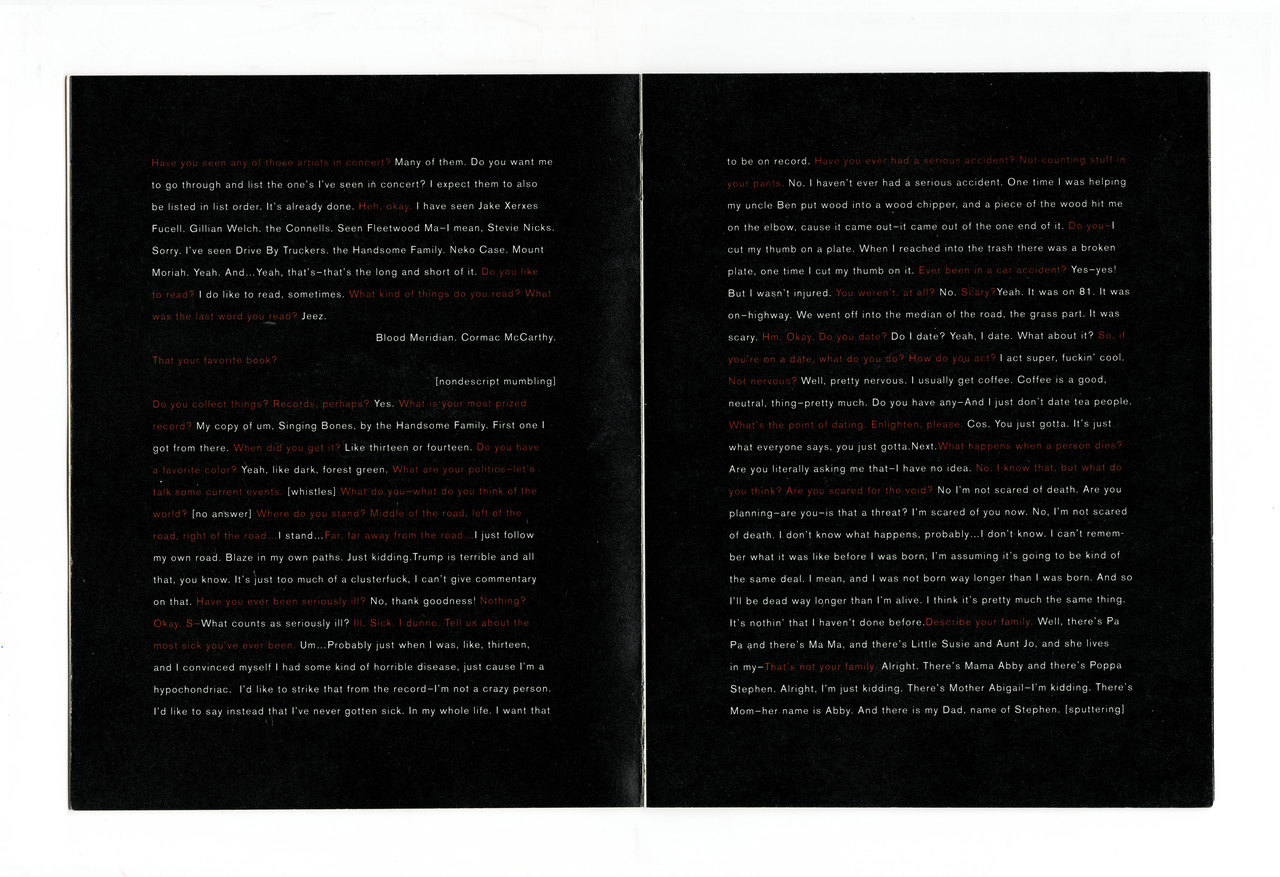 Have you seen any of those artists in concert? Many of them. Do you want me
to go through and list the one's I've seen in concert? I expect them to also
be listed in list order. It's already done. Heh, okay. I have seen Jake Xerxes
Fucell. Gillian Welch. the Connells. Seen Fleetwood Ma–I mean, Stevie Nicks.
Sorry. I've seen Drive By Truckers. the Handsome Family. Neko Case. Mount
Moriah. Yeah. And...Yeah, that's–that's the long and short of it. Do you like
to read? I do like to read, sometimes. What kind of things do you read? What
was the last word you read? Jeez.
Blood Meridian. Cormac McCarthy.
That your favorite book?
[nondescript mumbling]
Do you collect things? Records, perhaps? Yes. What is your most prized
record? My copy of um, Singing Bones, by the Handsome Family. First one I
got from there. When did you get it? Like thirteen or fourteen. Do you have
a favorite color? Yeah, like dark, forest green. What are your politics–let's
talk some current events. [whistles] What do you–what do you think of the
world? [no answer] Where do you stand? Middle of the road, left of the
road, right of the road...I stand...Far, far away from the road...I just follow
my own road. Blaze in my own paths. Just kidding.Trump is terrible and all
that, you know. It's just too much of a clusterfuck, I can't give commentary
on that. Have you ever been seriously ill? No, thank goodness! Nothing?
Okay. S–What counts as seriously ill? Ill. Sick. I dunno. Tell us about the
most sick you've ever been. Um...Probably just when I was, like, thirteen,
and I convinced myself I had some kind of horrible disease, just cause I'm a
hypochondriac. I'd like to strike that from the record–I'm not a crazy person.
I'd like to say instead that I've never gotten sick. In my whole life. I want that
to be on record. Have you ever had a serious accident? Not counting stuff in
your pants. No. I haven't ever had a serious accident. One time I was helping
my uncle Ben put wood into a wood chipper, and a piece of the wood hit me
on the elbow, cause it came out–it came out of the one end of it. Do you–I
cut my thumb on a plate. When I reached into the trash there was a broken
plate, one time I cut my thumb on it. Ever been in a car accident? Yes–yes!
But I wasn't injured. You weren't, at all? No. Scary?Yeah. It was on 81. It was
on–highway. We went off into the median of the road, the grass part. It was
scary. Hm. Okay. Do you date? Do I date? Yeah, I date. What about it? So, if
you're on a date, what do you do? How do you act? I act super, fuckin' cool.
Not nervous? Well, pretty nervous. I usually get coffee. Coffee is a good,
neutral, thing–pretty much. Do you have any–And I just don't date tea people.
What's the point of dating. Enlighten, please. Cos. You just gotta. It's just
what everyone says, you just gotta.Next.What happens when a person dies?
Are you literally asking me that–I have no idea. No, I know that, but what do
you think? Are you scared for the void? No I'm not scared of death. Are you
planning–are you–is that a threat? I'm scared of you now. No, I'm not scared
of death. I don't know what happens, probably...I don't know. I can't remem-
ber what it was like before I was born, I'm assuming it's going to be kind of
the same deal. I mean, and I was not born way longer than I was born. And so
I'll be dead way longer than I'm alive. I think it's pretty much the same thing.
It's nothin' that I haven't done before.Describe your family. Well, there's Pa
Pa and there's Ma Ma, and there's Little Susie and Aunt Jo, and she lives
in my–That's not your family. Alright. There's Mama Abby and there's Poppa
Stephen. Alright, I'm just kidding. There's Mother Abigail–I'm kidding. There's
Mom–her name is Abby. And there is my Dad, name of Stephen. [sputtering]